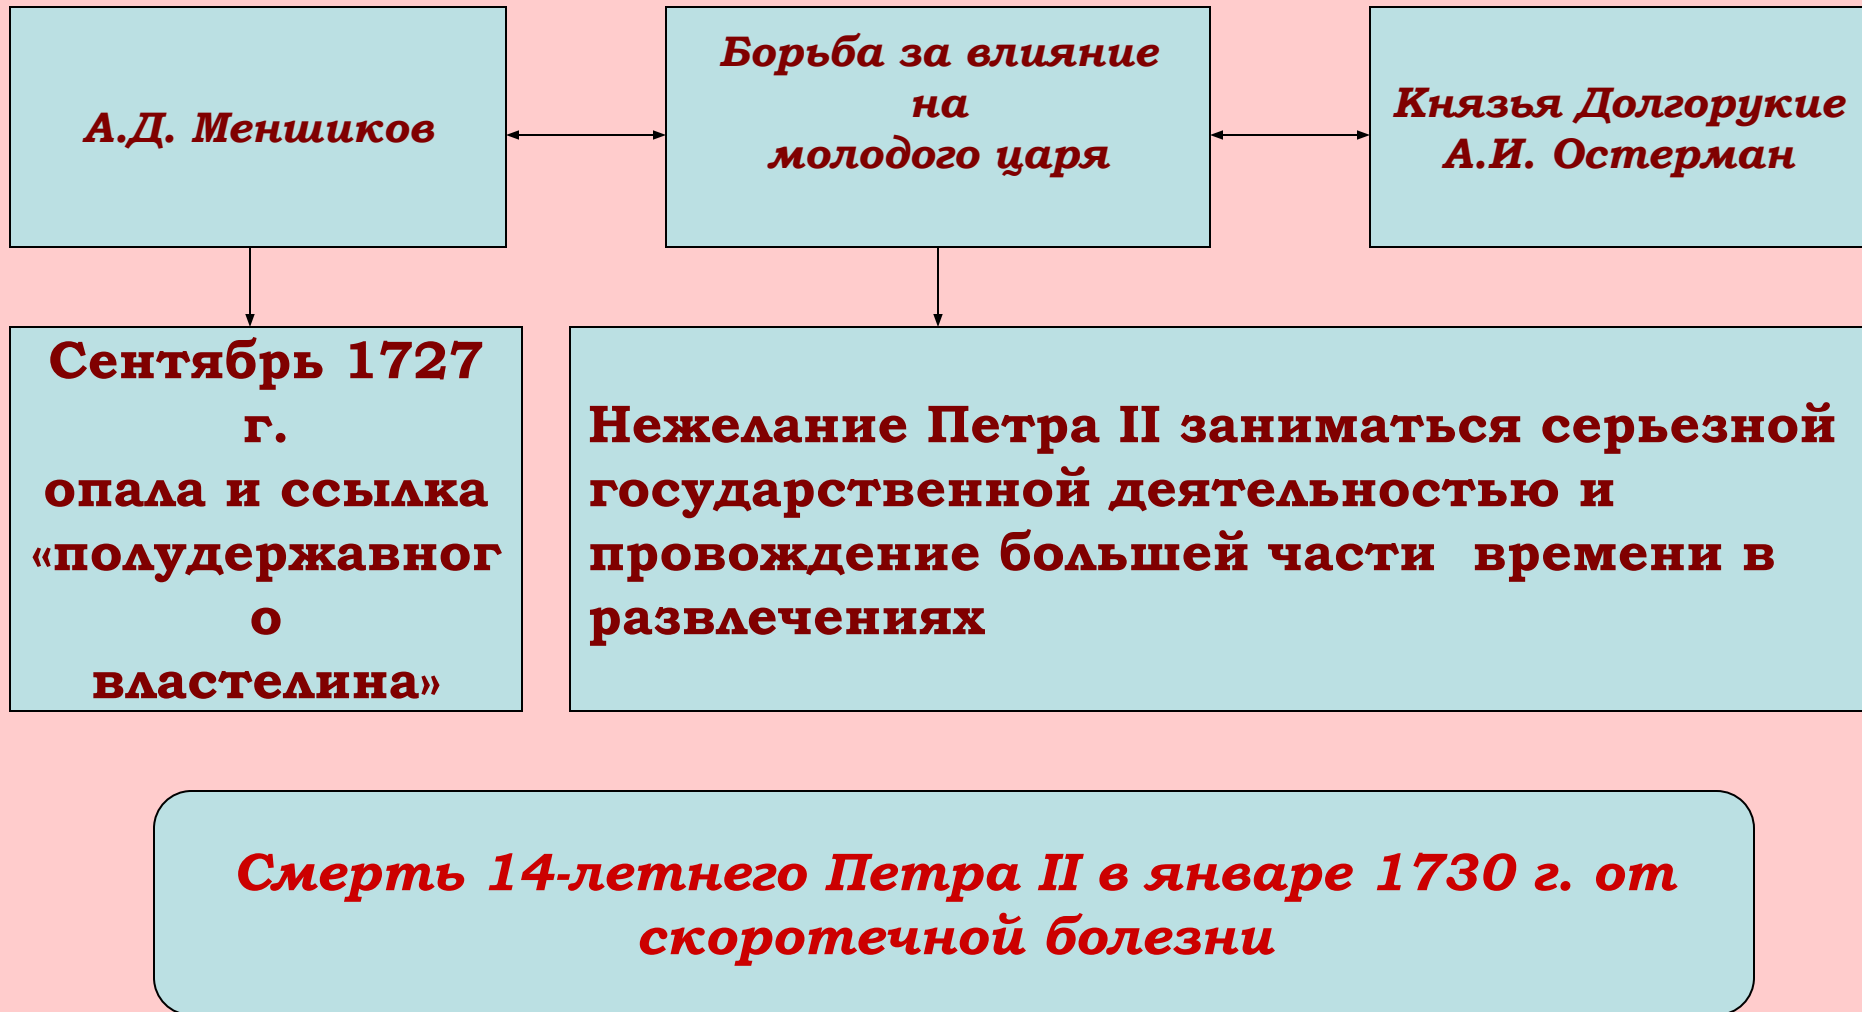 А.Д. Меншиков
Борьба за влияние
на
молодого царя
Князья Долгорукие
А.И. Остерман
Сентябрь 1727
г.
опала и ссылка
«полудержавног
о
властелина»
Нежелание Петра II заниматься серьезной
государственной деятельностью и
провождение большей части времени в
развлечениях
Смерть 14-летнего Петра II в январе 1730 г. от
скоротечной болезни